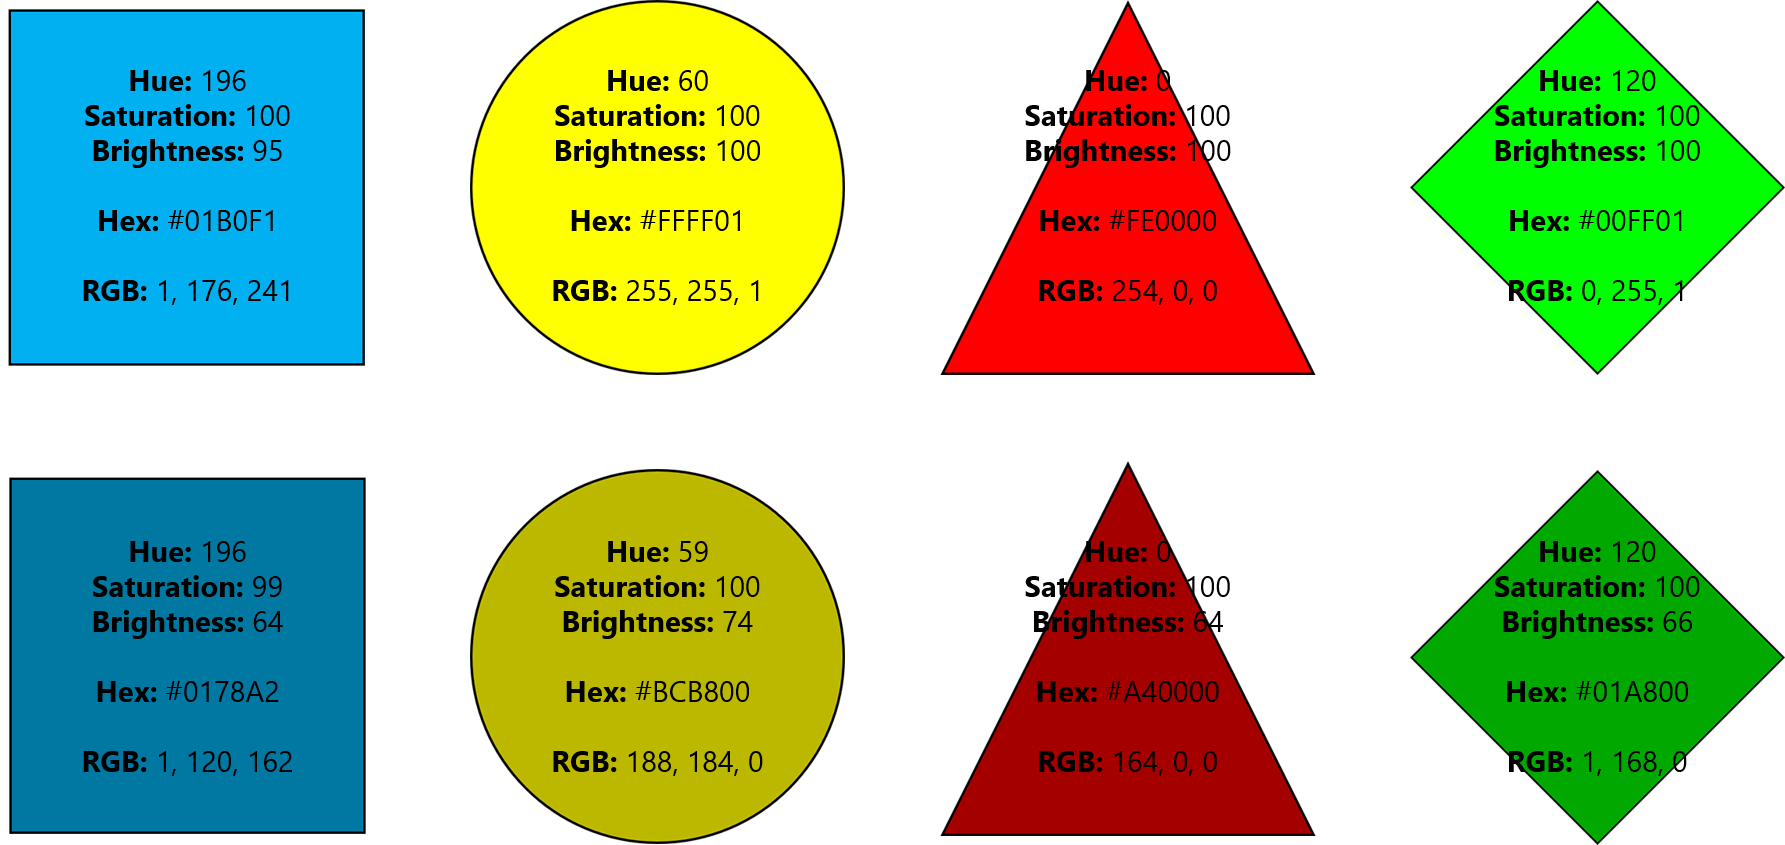 Hue: 196
Saturation: 100
Brightness: 95
Hex: #01B0F1
RGB: 1, 176, 241
Hue: 60
Saturation: 100
Brightness: 100
Hex: #FFFF01
RGB: 255, 255, 1
Hue: 0
Saturation: 100
Brightness: 100
Hex: #FE0000
RGB: 254, 0, 0
Hue: 120
Saturation: 100
Brightness: 100
Hex: #00FF01
RGB: 0, 255, 1
Hue: 196
Saturation: 99
Brightness: 64
Hex: #0178A2
RGB: 1, 120, 162
Hue: 59
Saturation: 100
Brightness: 74
Hex: #BCB800
RGB: 188, 184, 0
Hue: 0
Saturation: 100
Brightness: 64
Hex: #A40000
RGB: 164, 0, 0
Hue: 120
Saturation: 100
Brightness: 66
Hex: #01A800
RGB: 1, 168, 0